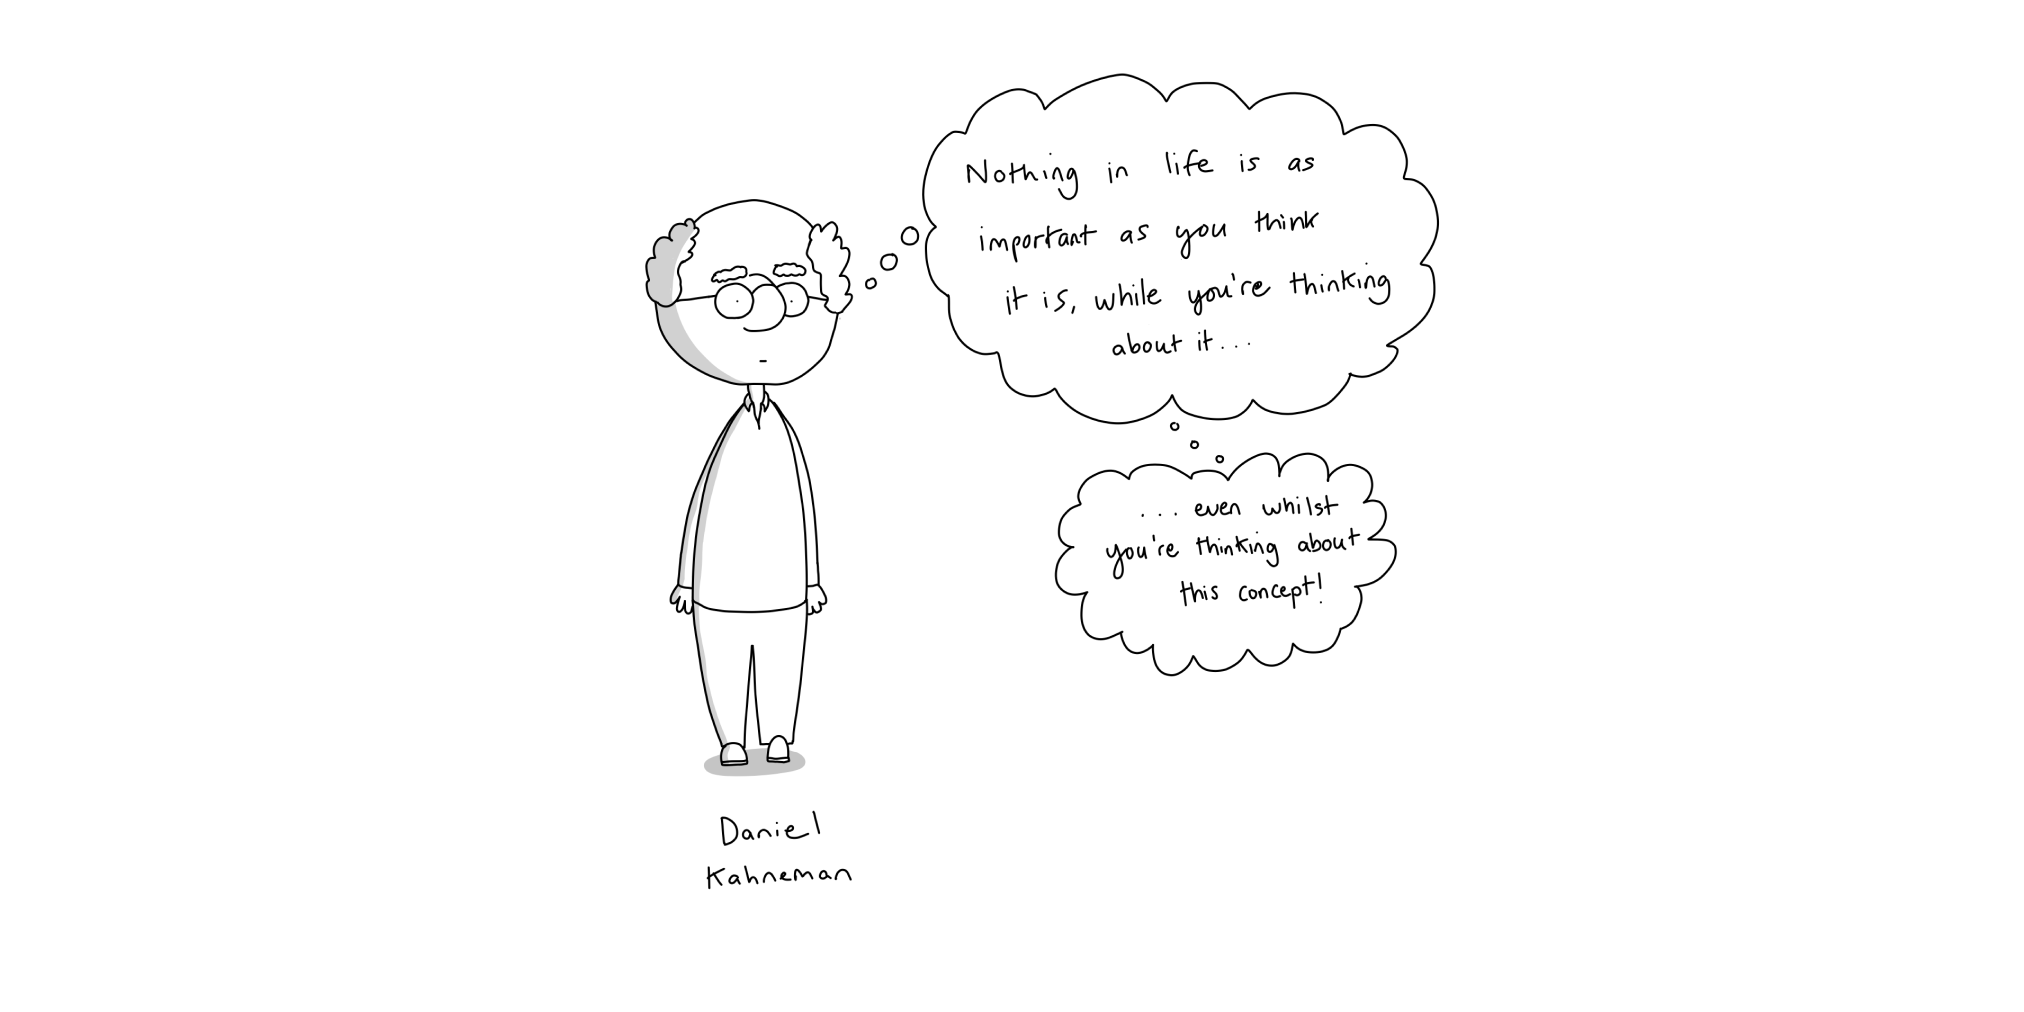 Nothing in life is as
important as you think
it is, while you're thinking
about it...
...even whilst
you're thinking about
this concept!
Daniel
Kahneman